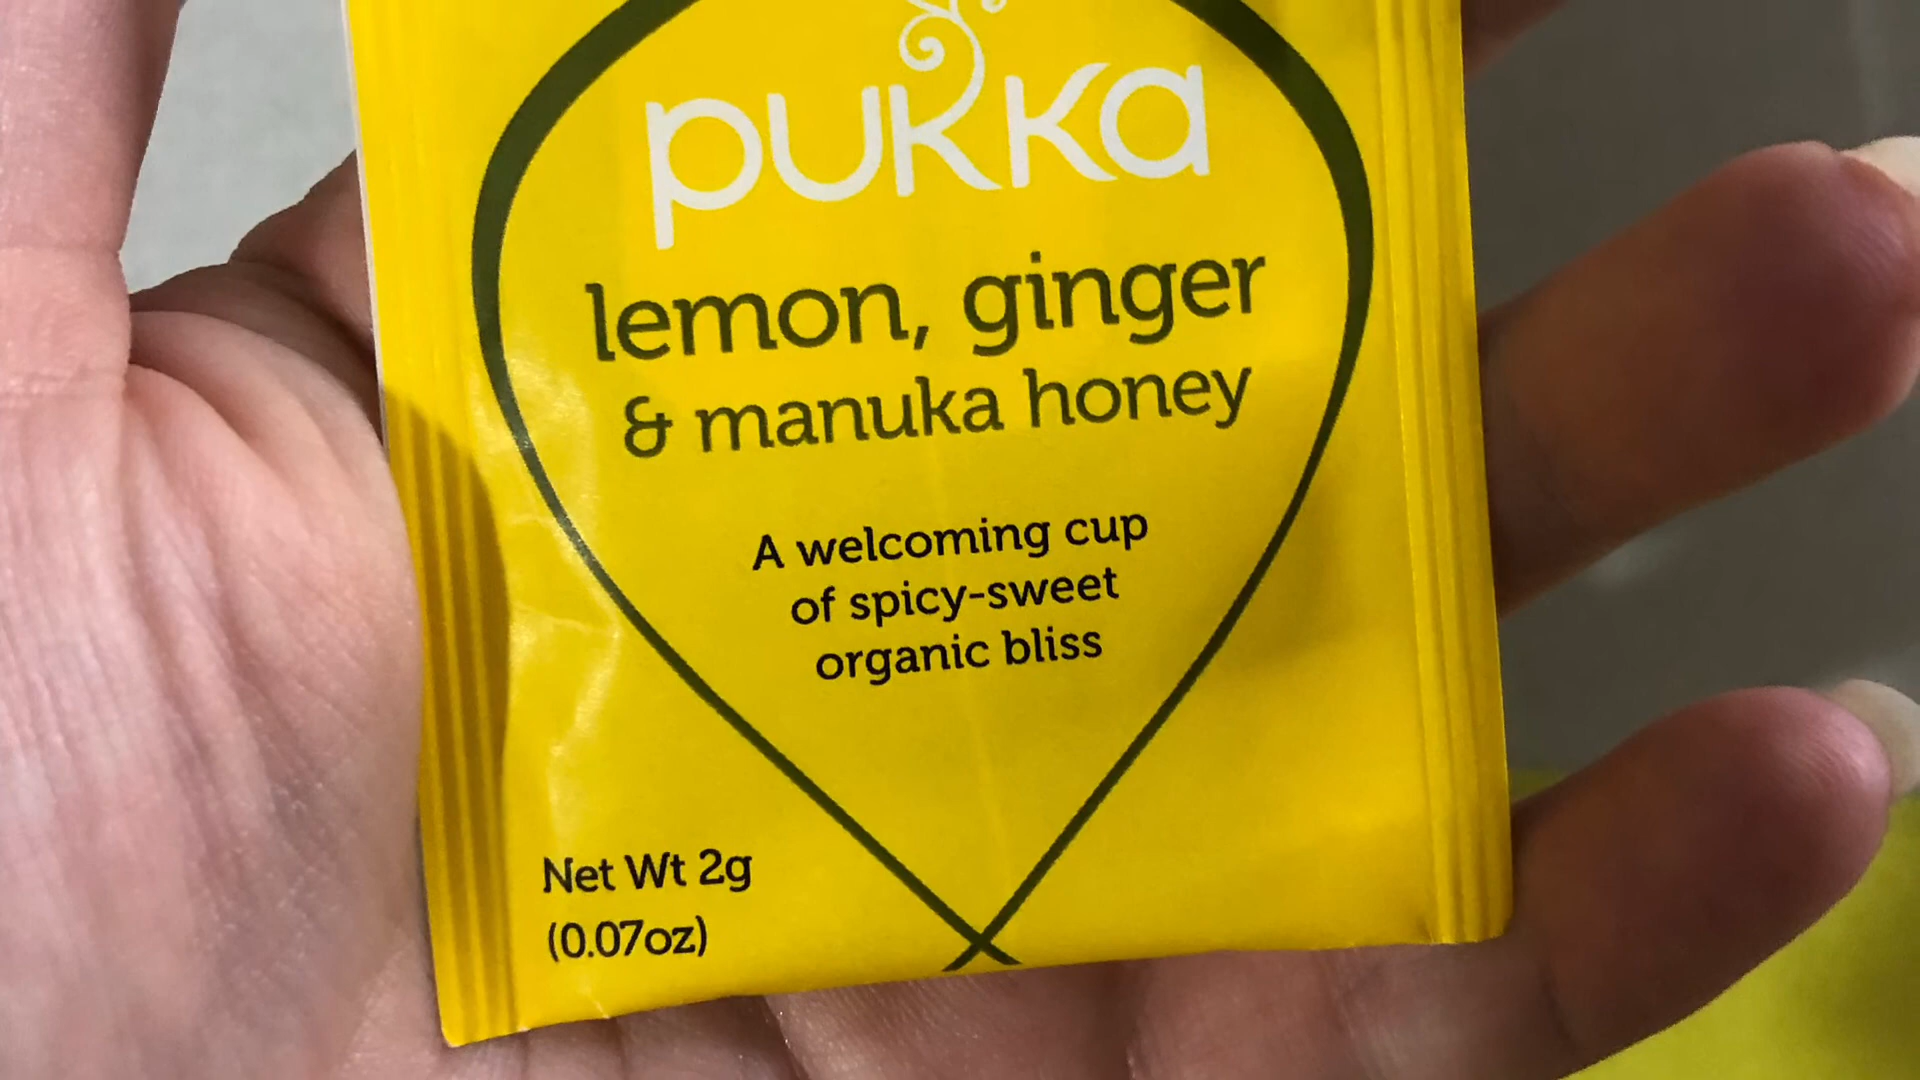 pukka
lemon, ginger
& manuka honey
A welcoming cup
of spicy-sweet
organic bliss
Net Wt 2g
(0.07oz)